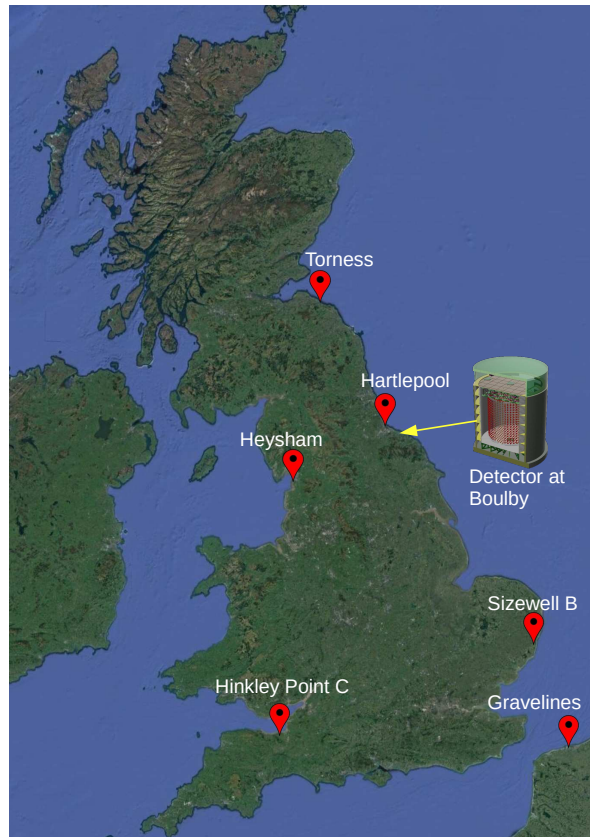 Torness
Hartlepool
Heysham
Detector at
Boulby
Sizewell B
Hinkley Point C
Gravelines